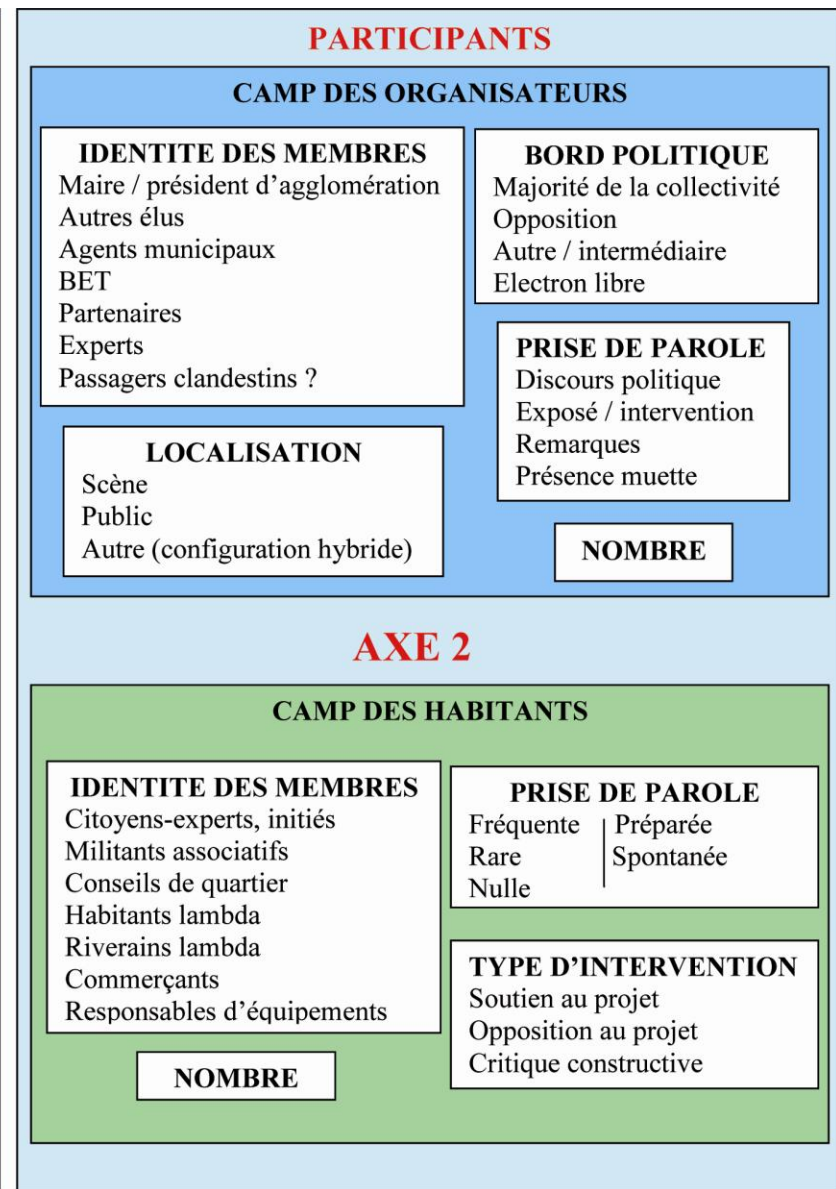 PARTICIPANTS
CAMP DES ORGANISATEURS
IDENTITE DES MEMBRES
Maire / président d'agglomération
Autres élus
Agents municipaux
BET
Partenaires
Experts
Passagers clandestins ?
BORD POLITIQUE
Majorité de la collectivité
Opposition
Autre / intermédiaire
Electron libre
PRISE DE PAROLE
Discours politique
Exposé / intervention
Remarques
Présence muette
LOCALISATION
Scène
Public
Autre (configuration hybride)
NOMBRE
AXE 2
CAMP DES HABITANTS
IDENTITE DES MEMBRES
Citoyens-experts, initiés
Militants associatifs
Conseils de quartier
Habitants lambda
Riverains lambda
Commerçants
Responsables d'équipements
PRISE DE PAROLE
Fréquente Préparée
Rare Spontanée
Nulle
TYPE D'INTERVENTION
Soutien au projet
Opposition au projet
Critique constructive
NOMBRE